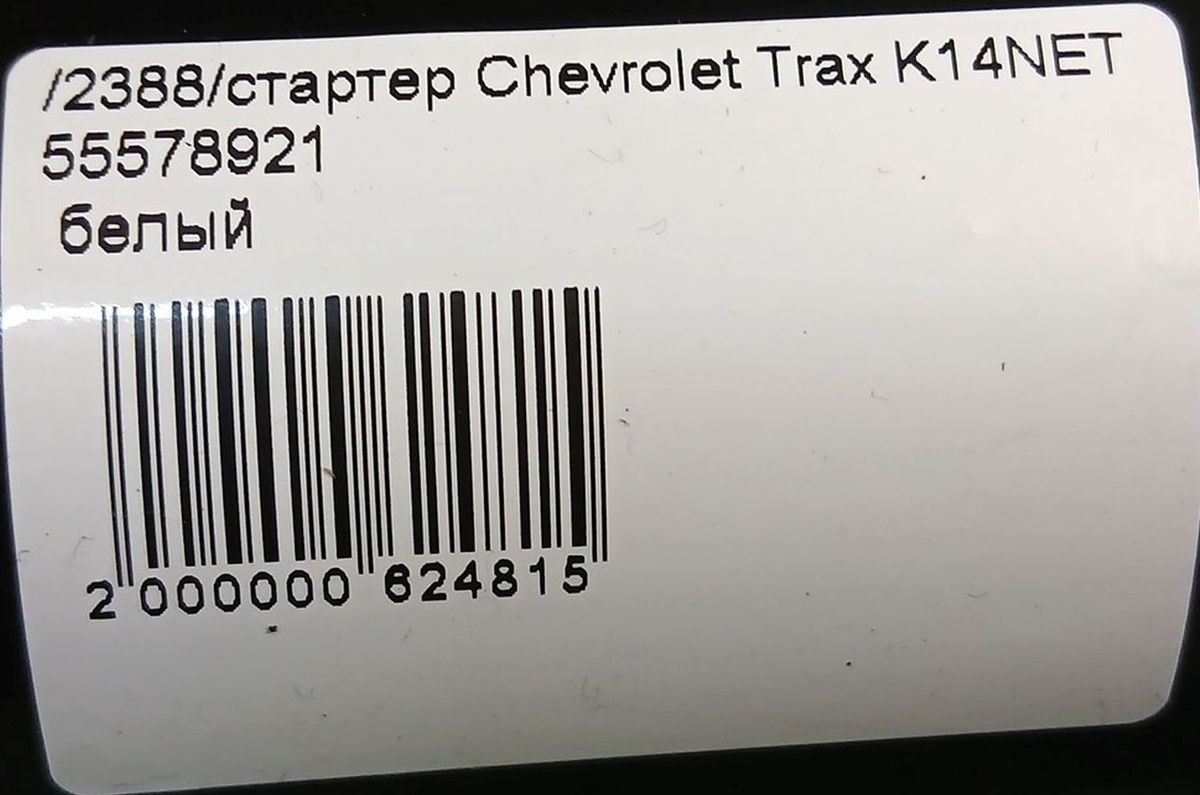 /2388/стартер Chevrolet Trax K14NET
55578921
белый
2 000000 624815